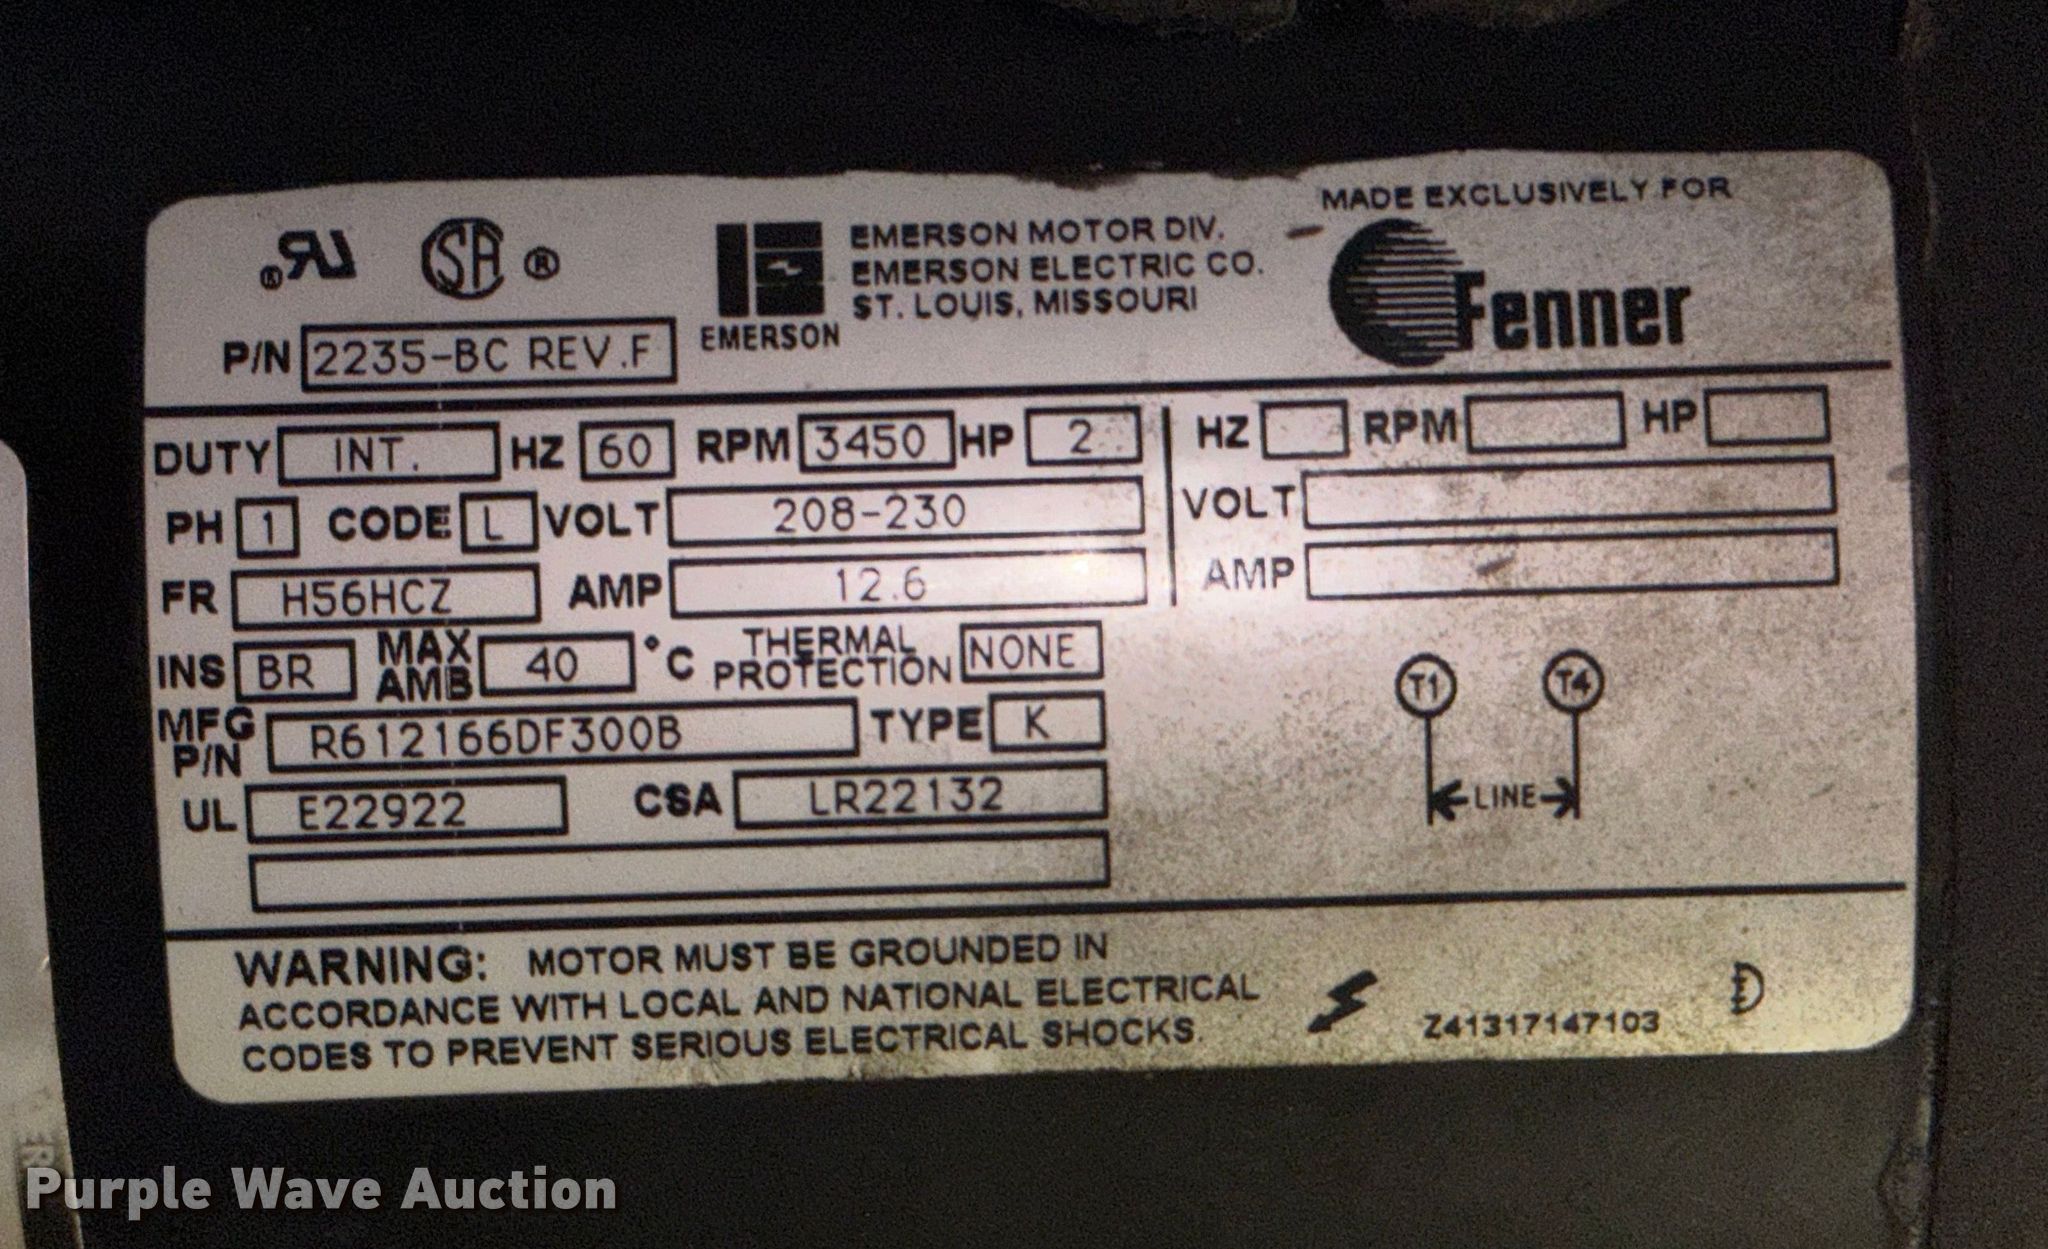 MADE EXCLUSIVELY FOR
EMERSON MOTOR DIV.
EMERSON ELECTRIC CO.
ST. LOUIS, MISSOURI
EMERSON
Fenner
P/N 2235-BC REV.F
DUTY INT. HZ 60 RPM 3450 HP 2 HZ RPM HP
PH 1 CODE L VOLT 208-230 VOLT
FR H56HCZ AMP 12.6 AMP
INS BR MAX AMB 40 °C THERMAL PROTECTION NONE
MFG P/N R612166DF300B TYPE K
UL E22922 CSA LR22132
T1 T4
LINE
WARNING: MOTOR MUST BE GROUNDED IN
ACCORDANCE WITH LOCAL AND NATIONAL ELECTRICAL
CODES TO PREVENT SERIOUS ELECTRICAL SHOCKS.
Z41317147103
Purple Wave Auction